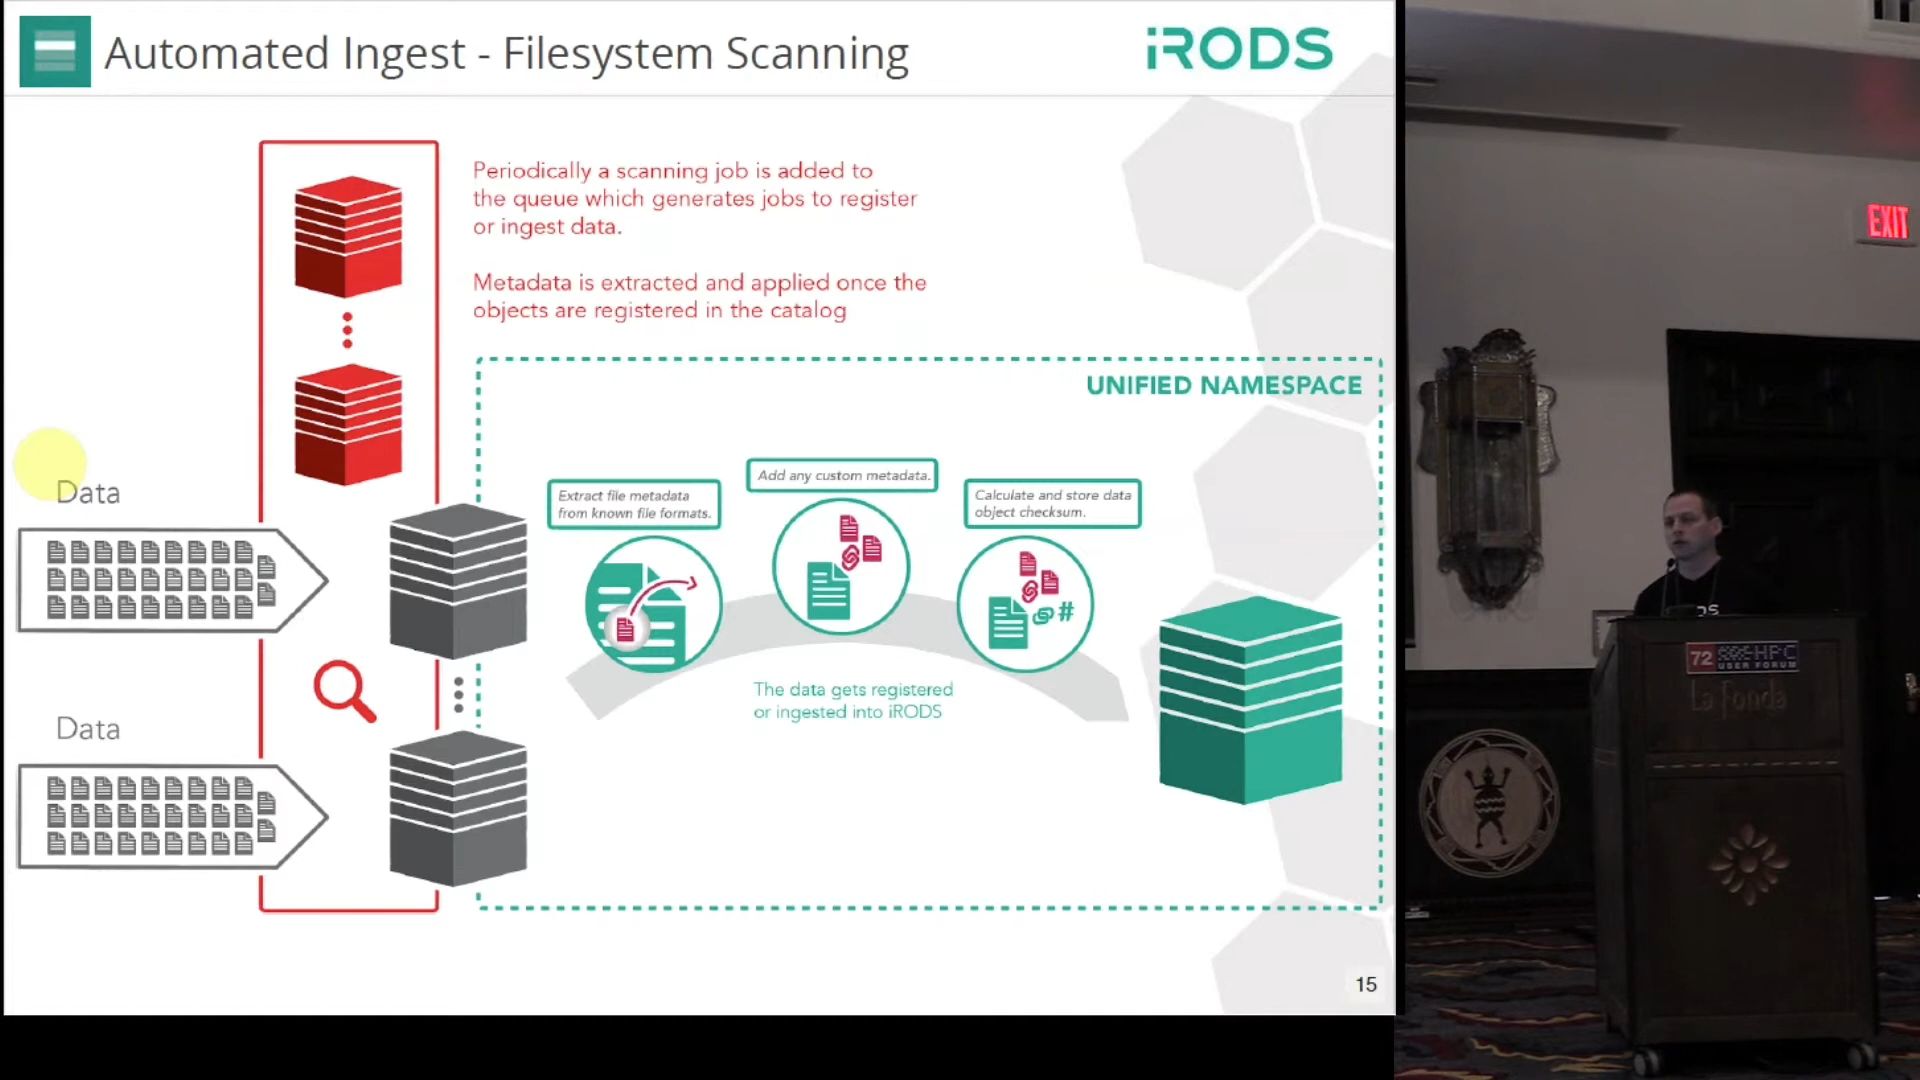 Automated Ingest - Filesystem Scanning
iRODS
Periodically a scanning job is added to
the queue which generates jobs to register
or ingest data.
Metadata is extracted and applied once the
objects are registered in the catalog
UNIFIED NAMESPACE
Data
Extract file metadata
from known file formats.
Add any custom metadata.
Calculate and store data
object checksum.
#
The data gets registered
or ingested into iRODS
Data
15
EXIT
72 HPC
USER FORUM
La Fonda